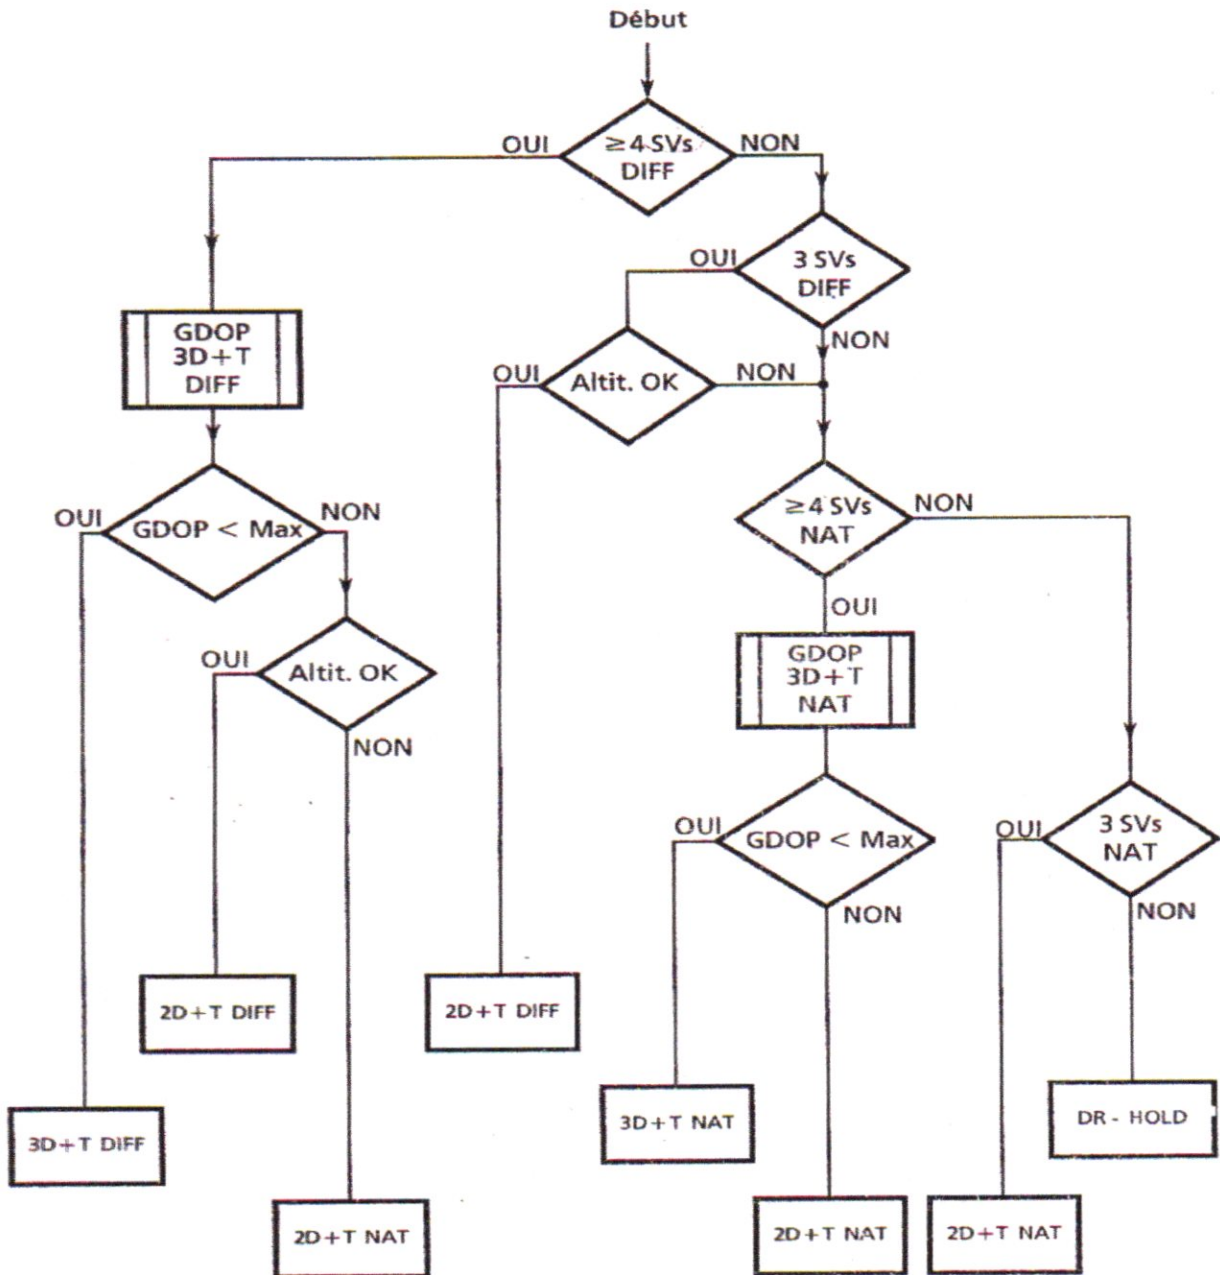 Début
OUI
≥4 SVs
DIFF
NON
OUI
3 SVs
DIFF
NON
GDOP
3D+T
DIFF
OUI
Altit. OK
NON
OUI
GDOP < Max
NON
≥4 SVs
NAT
NON
OUI
OUI
Altit. OK
NON
GDOP
3D+T
NAT
OUI
GDOP < Max
NON
OUI
3 SVs
NAT
NON
2D+T DIFF
2D+T DIFF
3D+T DIFF
3D+T NAT
DR - HOLD
2D+T NAT
2D+T NAT
2D+T NAT